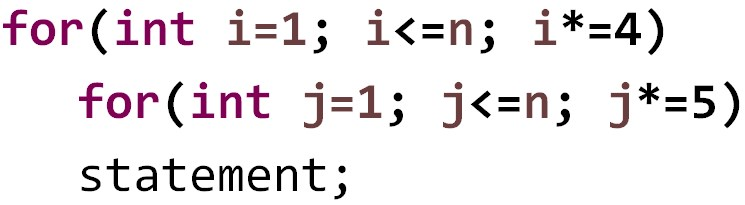 for(int i=1; i<=n; i*=4)
for(int j=1; j<=n; j*=5)
statement;